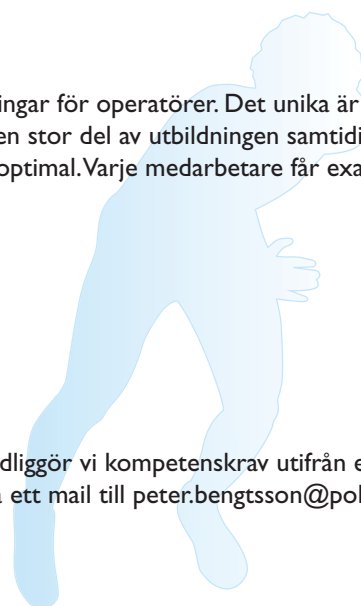 ingar för operatörer. Det unika är
en stor del av utbildningen samtidi
optimal. Varje medarbetare får exa
dliggör vi kompetenskrav utifrån e
ett mail till peter.bengtsson@pol